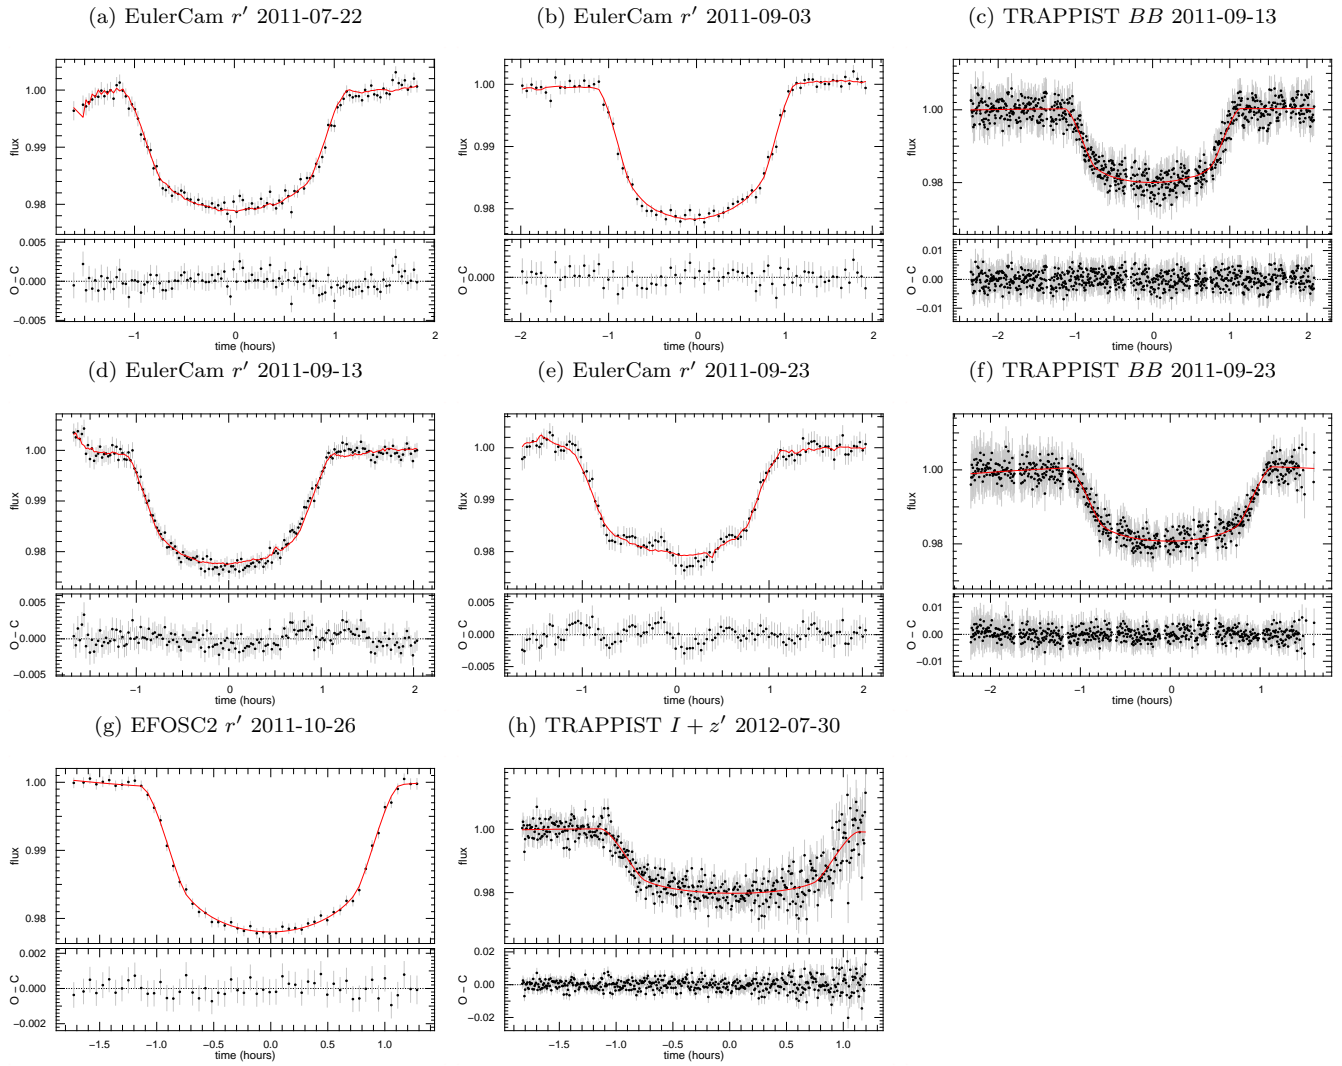 (a) EulerCam r′ 2011-07-22
(b) EulerCam r′ 2011-09-03
(c) TRAPPIST BB 2011-09-13
1.00
0.99
0.98
flux
0.005
0.000
−0.005
O − C
−1 0 1 2
time (hours)
1.00
0.99
0.98
flux
0.000
O − C
−2 −1 0 1 2
time (hours)
1.00
0.98
flux
0.01
0.00
−0.01
O − C
−2 −1 0 1 2
time (hours)
(d) EulerCam r′ 2011-09-13
(e) EulerCam r′ 2011-09-23
(f) TRAPPIST BB 2011-09-23
1.00
0.99
0.98
flux
0.005
0.000
−0.005
O − C
−1 0 1 2
time (hours)
1.00
0.99
0.98
flux
0.005
0.000
−0.005
O − C
−1 0 1 2
time (hours)
1.00
0.98
flux
0.01
0.00
−0.01
O − C
−2 −1 0 1
time (hours)
(g) EFOSC2 r′ 2011-10-26
(h) TRAPPIST I + z′ 2012-07-30
1.00
0.99
0.98
flux
0.002
0.000
−0.002
O − C
−1.5 −1.0 −0.5 0.0 0.5 1.0
time (hours)
1.00
0.98
flux
0.02
0.00
−0.02
O − C
−1.5 −1.0 −0.5 0.0 0.5 1.0
time (hours)